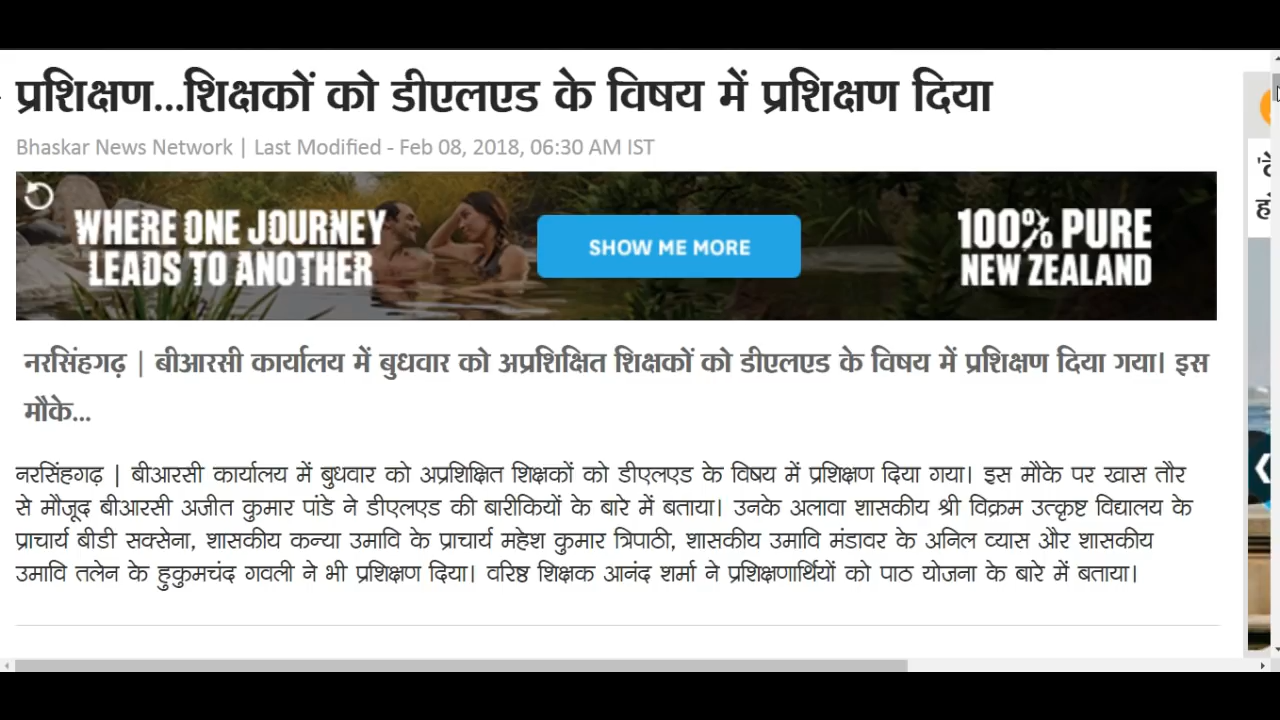 प्रशिक्षण...शिक्षकों को डीएलएड के विषय में प्रशिक्षण दिया
Bhaskar News Network | Last Modified - Feb 08, 2018, 06:30 AM IST
WHERE ONE JOURNEY
LEADS TO ANOTHER
SHOW ME MORE
100% PURE
NEW ZEALAND
नरसिंहगढ़ | बीआरसी कार्यालय में बुधवार को अप्रशिक्षित शिक्षकों को डीएलएड के विषय में प्रशिक्षण दिया गया। इस
मौके...
नरसिंहगढ़ | बीआरसी कार्यालय में बुधवार को अप्रशिक्षित शिक्षकों को डीएलएड के विषय में प्रशिक्षण दिया गया। इस मौके पर खास तौर
से मौजूद बीआरसी अजीत कुमार पांडे ने डीएलएड की बारीकियों के बारे में बताया। उनके अलावा शासकीय श्री विक्रम उत्कृष्ट विद्यालय के
प्राचार्य बीडी सक्सेना, शासकीय कन्या उमावि के प्राचार्य महेश कुमार त्रिपाठी, शासकीय उमावि मंडावर के अनिल व्यास और शासकीय
उमावि तलेन के हुकुमचंद गवली ने भी प्रशिक्षण दिया। वरिष्ठ शिक्षक आनंद शर्मा ने प्रशिक्षणार्थियों को पाठ योजना के बारे में बताया।